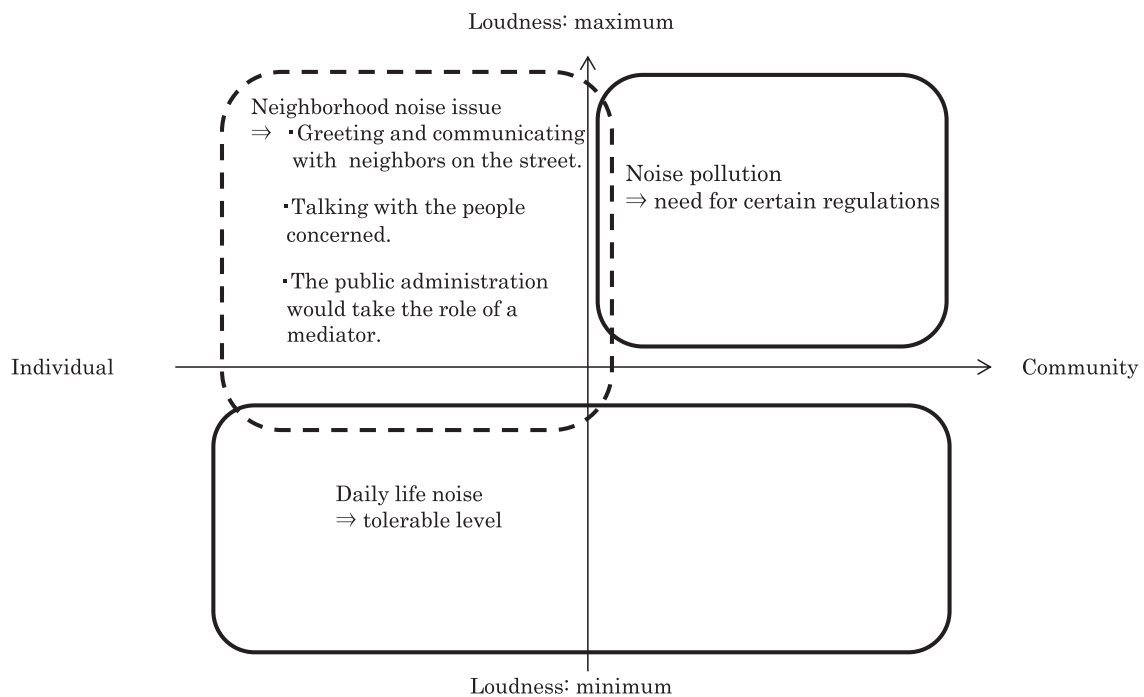 Loudness: maximum
Neighborhood noise issue
⇒ ・Greeting and communicating
with neighbors on the street.
・Talking with the people
concerned.
・The public administration
would take the role of a
mediator.
Noise pollution
⇒ need for certain regulations
Individual
Community
Daily life noise
⇒ tolerable level
Loudness: minimum